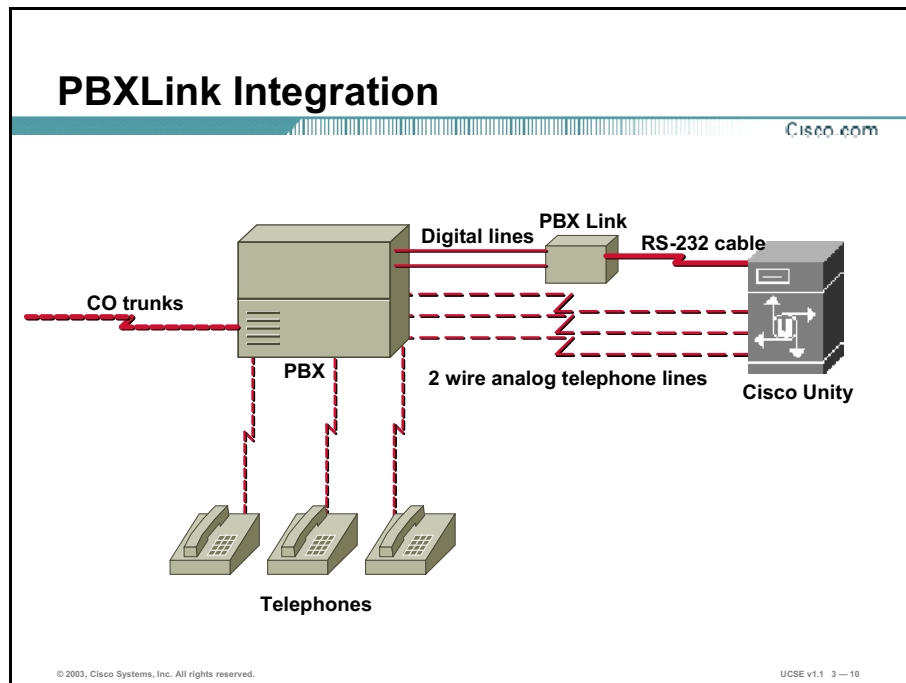 PBXLink Integration
Cisco.com
PBX Link
Digital lines
RS-232 cable
CO trunks
PBX
2 wire analog telephone lines
Cisco Unity
Telephones
© 2003, Cisco Systems, Inc. All rights reserved.
UCSE v1.1 3 — 10